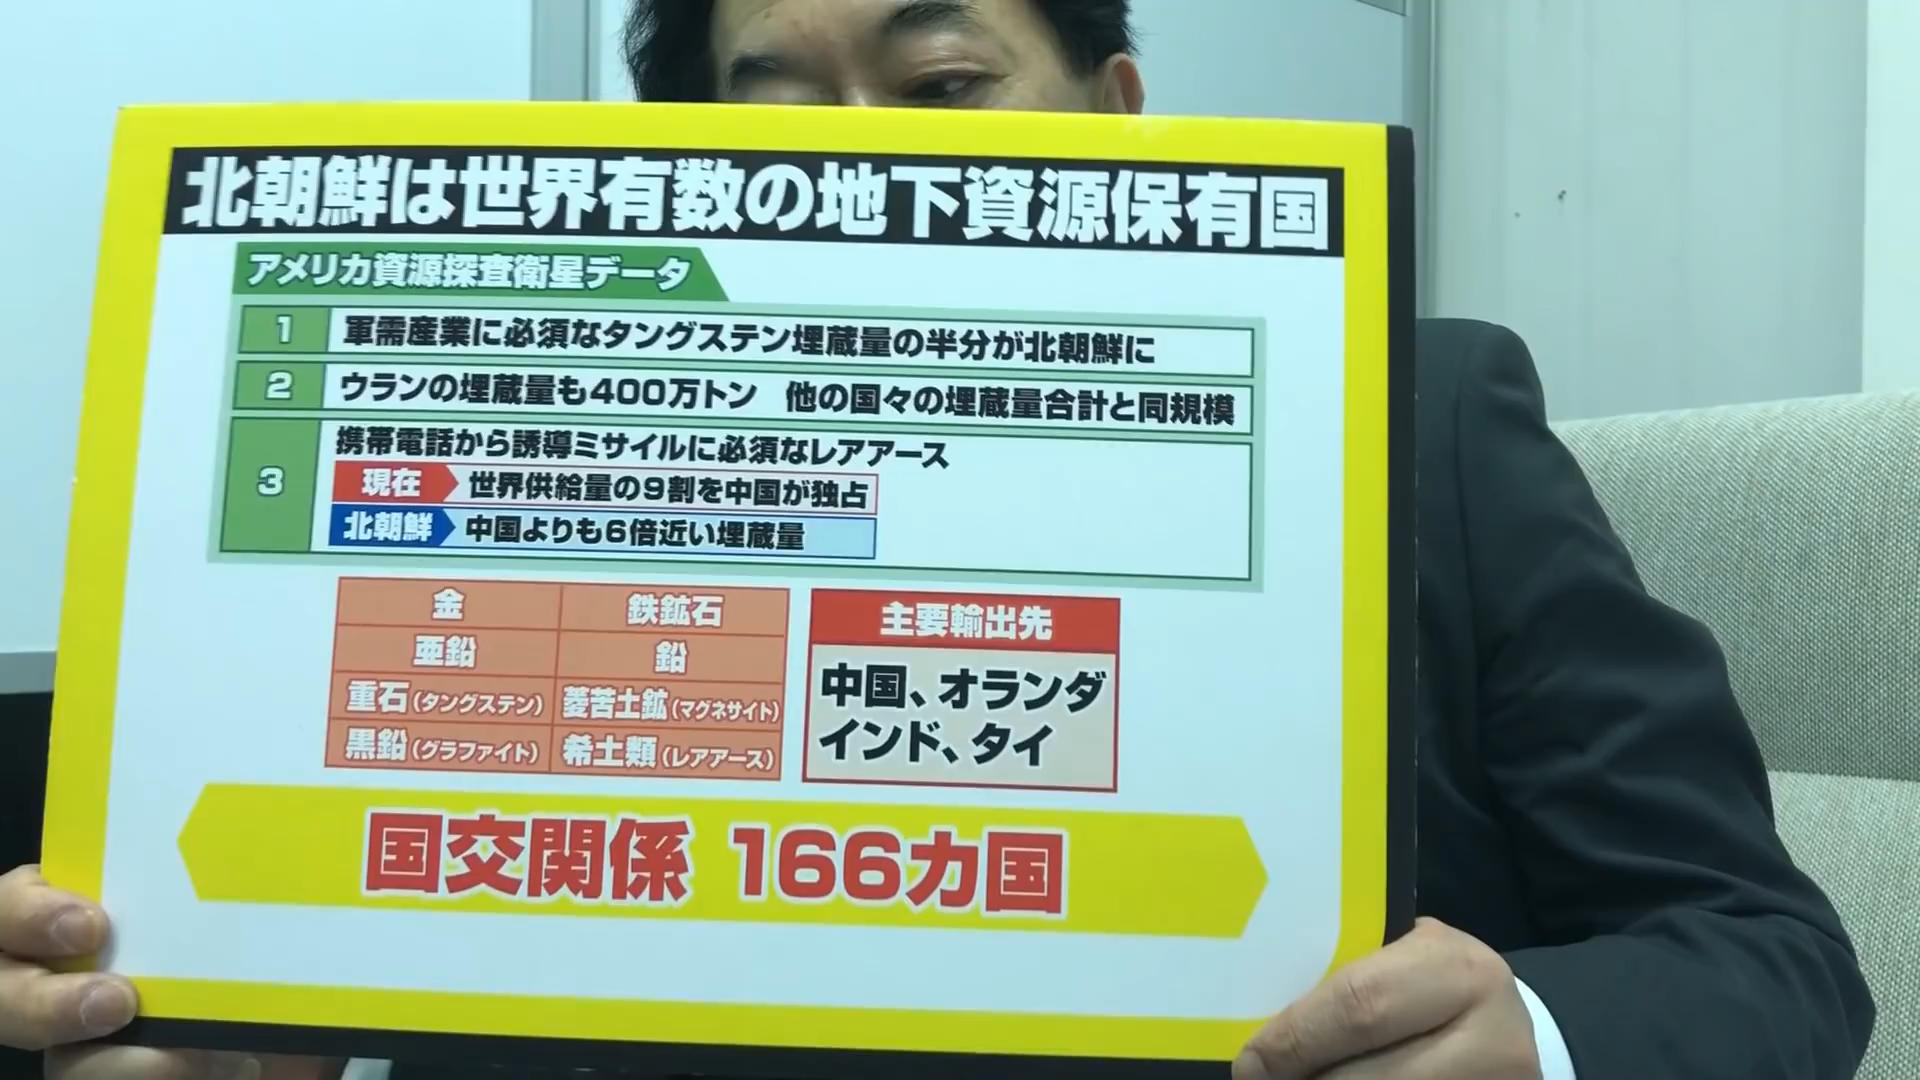 北朝鮮は世界有数の地下資源保有国
アメリカ資源探査衛星データ
1 軍需産業に必須なタングステン埋蔵量の半分が北朝鮮に
2 ウランの埋蔵量も400万トン 他の国々の埋蔵量合計と同規模
3 携帯電話から誘導ミサイルに必須なレアアース
現在 世界供給量の9割を中国が独占
北朝鮮 中国よりも6倍近い埋蔵量
金 鉄鉱石
亜鉛 鉛
重石(タングステン) 菱苦土鉱(マグネサイト)
黒鉛(グラファイト) 希土類(レアアース)
主要輸出先
中国、オランダ
インド、タイ
国交関係 166カ国